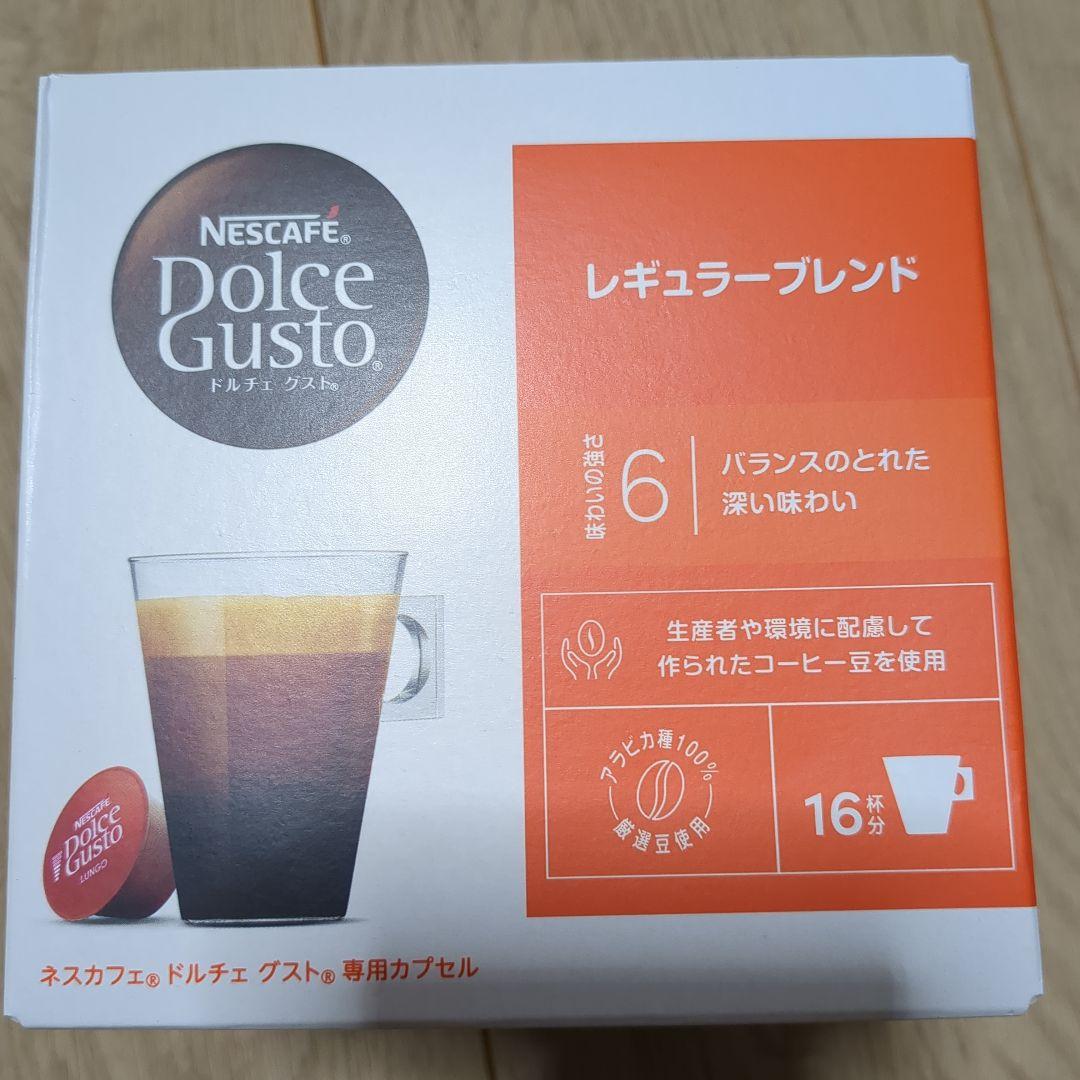 NESCAFÉ®
Dolce
Gusto®
ドルチェ グスト®
レギュラーブレンド
味わいの強さ
6
バランスのとれた
深い味わい
生産者や環境に配慮して
作られたコーヒー豆を使用
アラビカ種100%
厳選豆使用
16杯分
NESCAFÉ
Dolce
Gusto
LUNGO
ネスカフェ® ドルチェ グスト® 専用カプセル